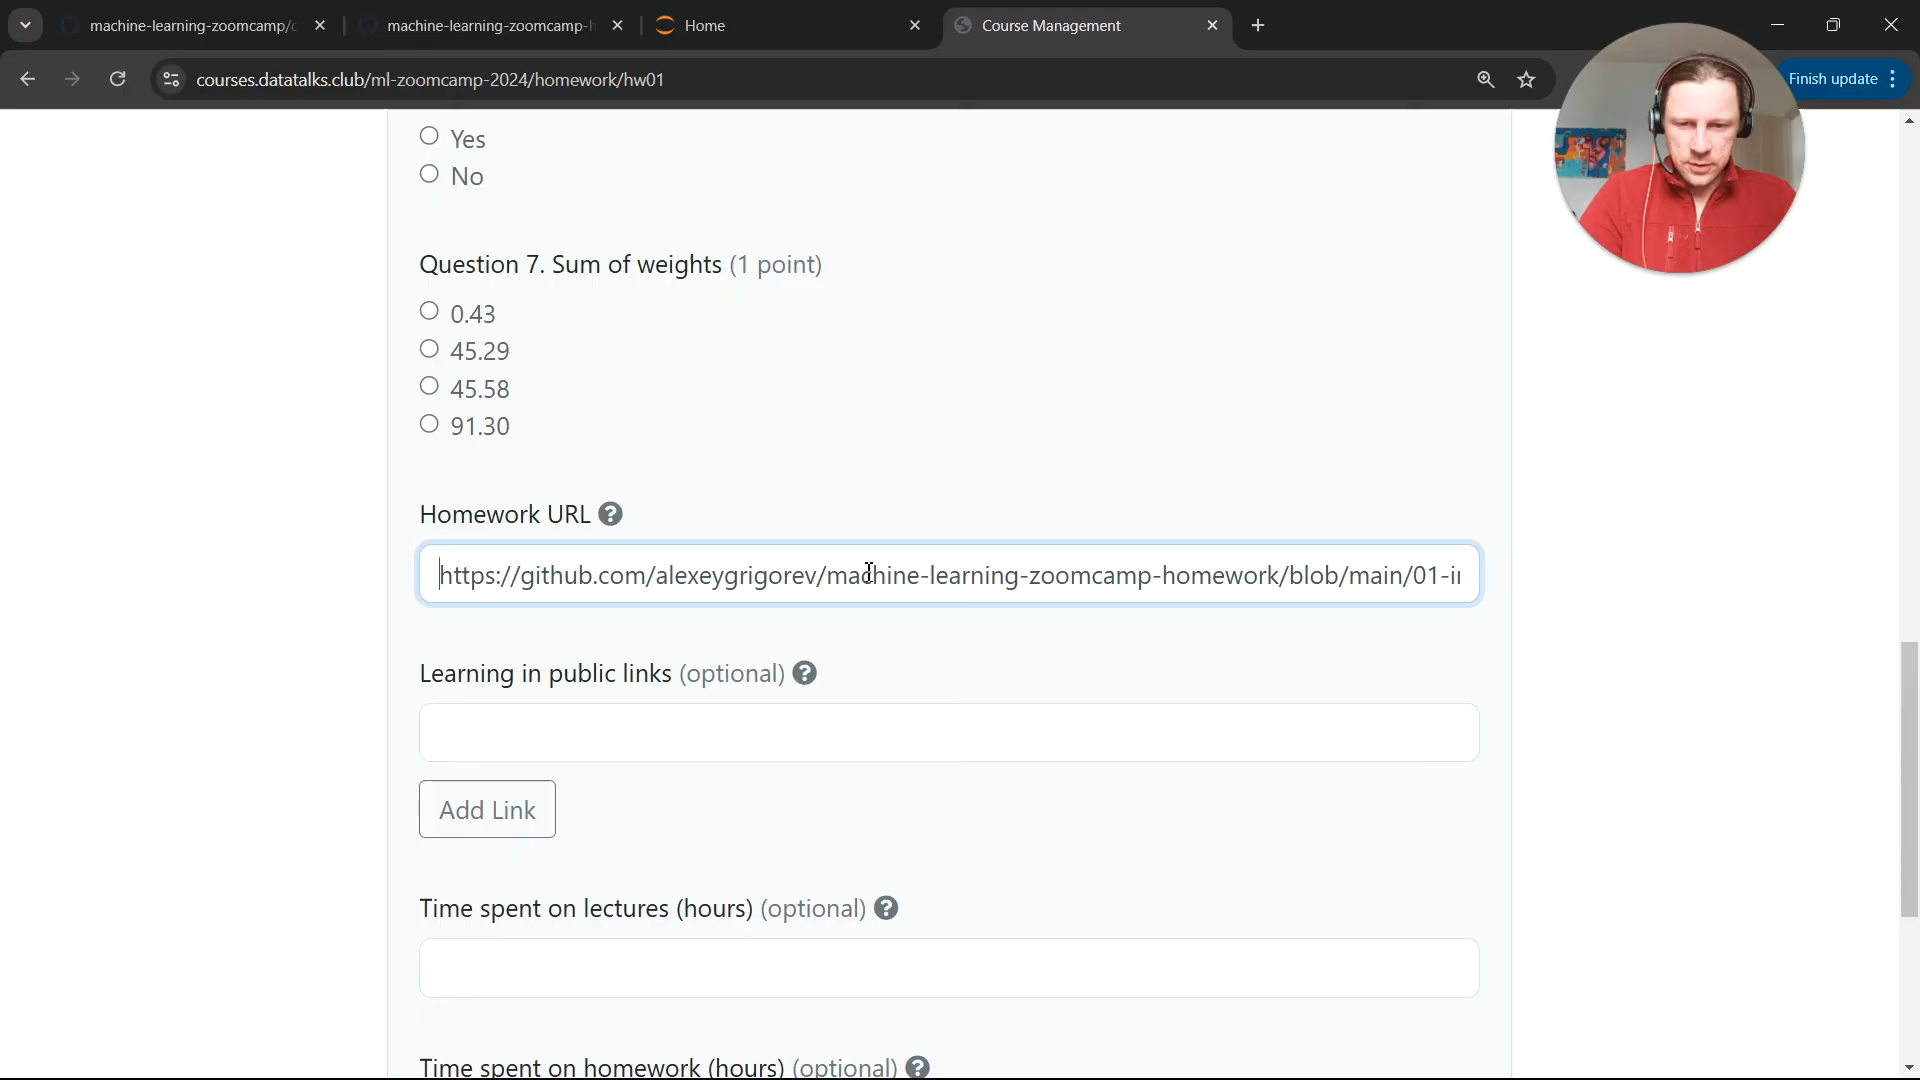 machine-learning-zoomcamp/c
machine-learning-zoomcamp-h
Home
Course Management
courses.datatalks.club/ml-zoomcamp-2024/homework/hw01
Finish update
Yes
No
Question 7. Sum of weights (1 point)
0.43
45.29
45.58
91.30
Homework URL ?
https://github.com/alexeygrigorev/machine-learning-zoomcamp-homework/blob/main/01-in
Learning in public links (optional) ?
Add Link
Time spent on lectures (hours) (optional) ?
Time spent on homework (hours) (optional) ?